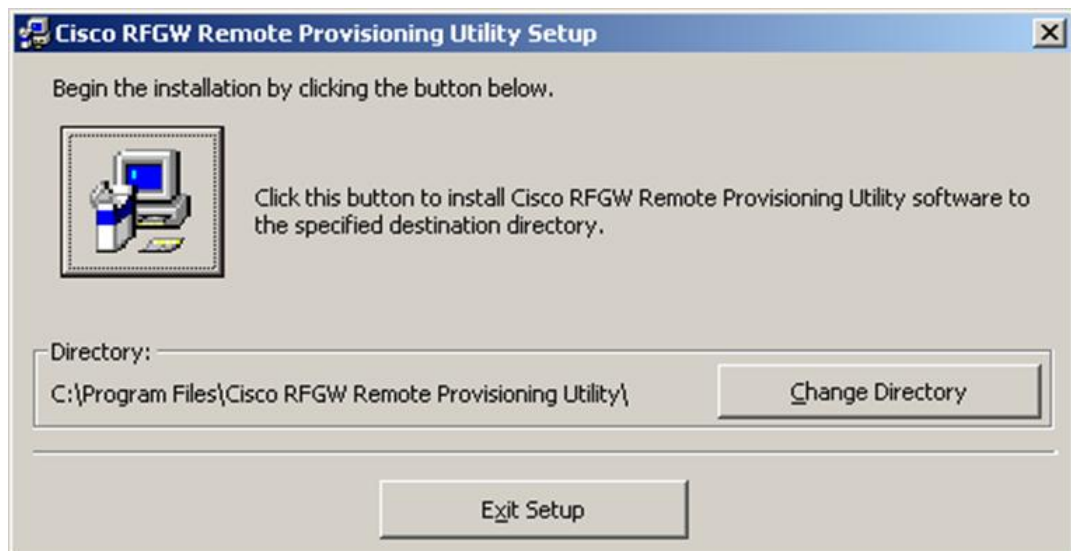 Cisco RFGW Remote Provisioning Utility Setup
Begin the installation by clicking the button below.
Click this button to install Cisco RFGW Remote Provisioning Utility software to
the specified destination directory.
Directory:
C:\Program Files\Cisco RFGW Remote Provisioning Utility\
Change Directory
Exit Setup